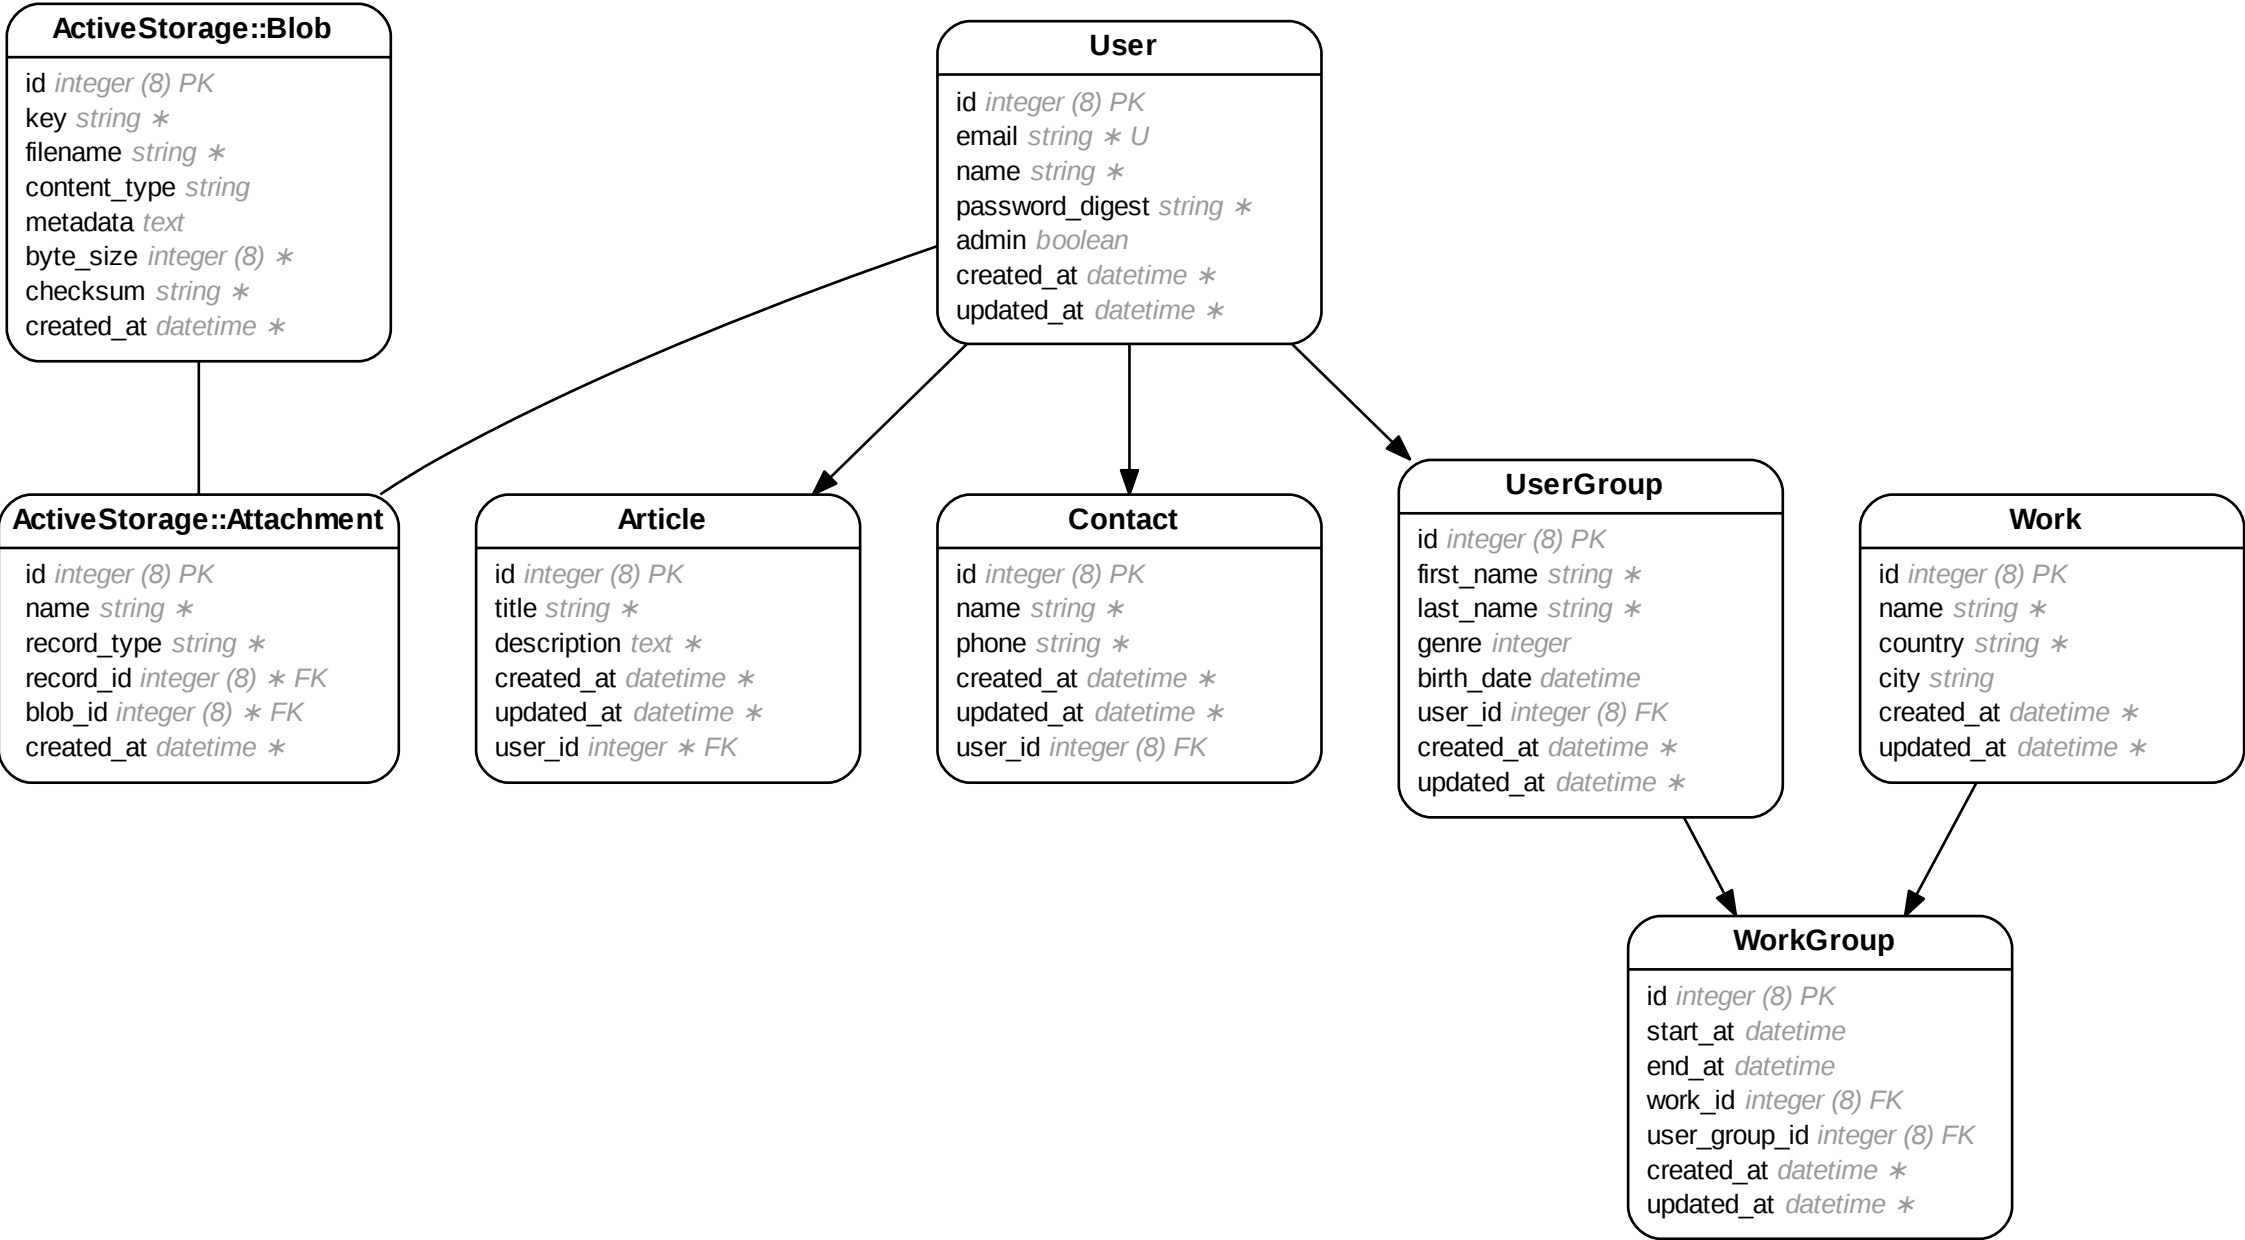 ActiveStorage::Blob
id integer (8) PK
key string ∗
filename string ∗
content_type string
metadata text
byte_size integer (8) ∗
checksum string ∗
created_at datetime ∗
User
id integer (8) PK
email string ∗ U
name string ∗
password_digest string ∗
admin boolean
created_at datetime ∗
updated_at datetime ∗
ActiveStorage::Attachment
id integer (8) PK
name string ∗
record_type string ∗
record_id integer (8) ∗ FK
blob_id integer (8) ∗ FK
created_at datetime ∗
Article
id integer (8) PK
title string ∗
description text ∗
created_at datetime ∗
updated_at datetime ∗
user_id integer ∗ FK
Contact
id integer (8) PK
name string ∗
phone string ∗
created_at datetime ∗
updated_at datetime ∗
user_id integer (8) FK
UserGroup
id integer (8) PK
first_name string ∗
last_name string ∗
genre integer
birth_date datetime
user_id integer (8) FK
created_at datetime ∗
updated_at datetime ∗
Work
id integer (8) PK
name string ∗
country string ∗
city string
created_at datetime ∗
updated_at datetime ∗
WorkGroup
id integer (8) PK
start_at datetime
end_at datetime
work_id integer (8) FK
user_group_id integer (8) FK
created_at datetime ∗
updated_at datetime ∗